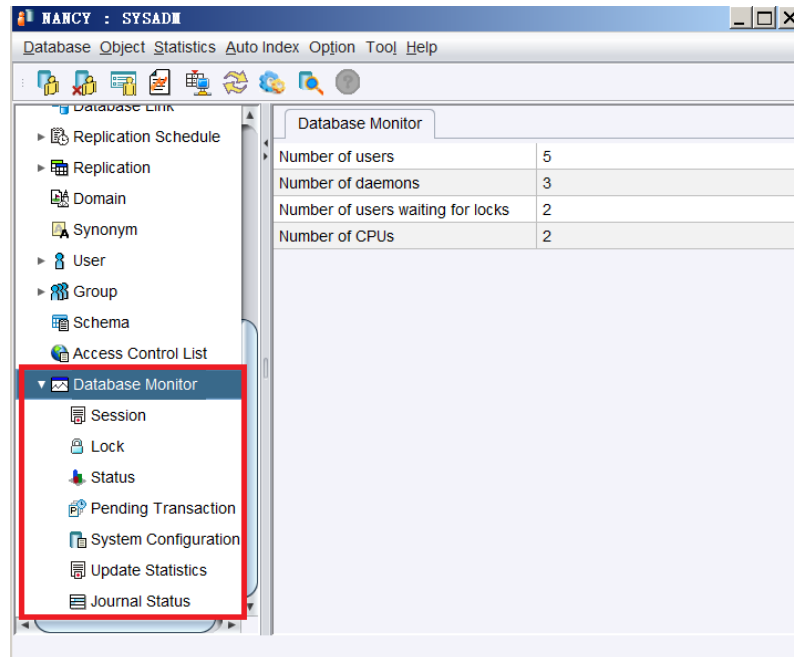 NANCY : SYSADM
Database Object Statistics Auto Index Option Tool Help
Database Link
Replication Schedule
Replication
Domain
Synonym
User
Group
Schema
Access Control List
Database Monitor
Session
Lock
Status
Pending Transaction
System Configuration
Update Statistics
Journal Status
Database Monitor
Number of users 5
Number of daemons 3
Number of users waiting for locks 2
Number of CPUs 2